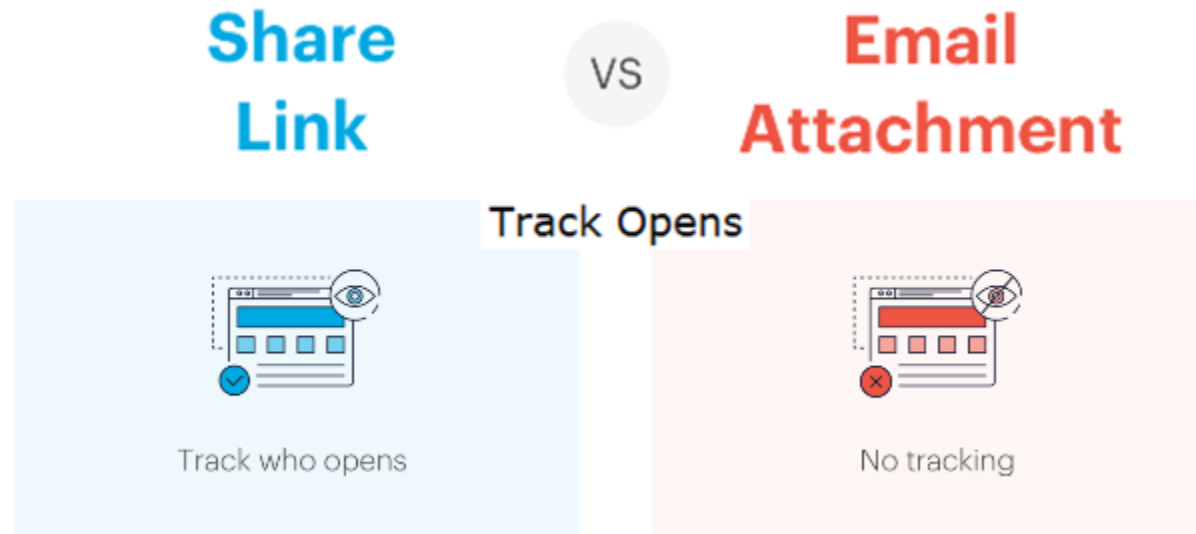 Share
Link
VS
Email
Attachment
Track Opens
Track who opens
No tracking